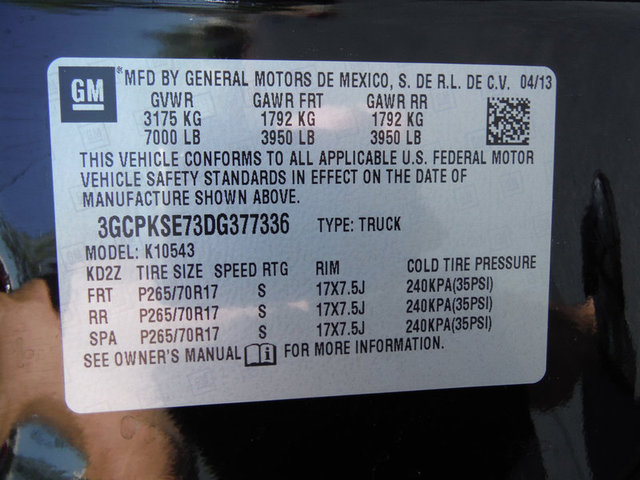 GM * MFD BY GENERAL MOTORS DE MEXICO, S. DE R.L. DE C.V. 04/13
GVWR GAWR FRT GAWR RR
3175 KG 1792 KG 1792 KG
7000 LB 3950 LB 3950 LB
THIS VEHICLE CONFORMS TO ALL APPLICABLE U.S. FEDERAL MOTOR
VEHICLE SAFETY STANDARDS IN EFFECT ON THE DATE OF
MANUFACTURE SHOWN ABOVE.
3GCPKSE73DG377336 TYPE: TRUCK
MODEL: K10543
KD2Z TIRE SIZE SPEED RTG RIM COLD TIRE PRESSURE
FRT P265/70R17 S 17X7.5J 240KPA(35PSI)
RR P265/70R17 S 17X7.5J 240KPA(35PSI)
SPA P265/70R17 S 17X7.5J 240KPA(35PSI)
SEE OWNER'S MANUAL i FOR MORE INFORMATION.